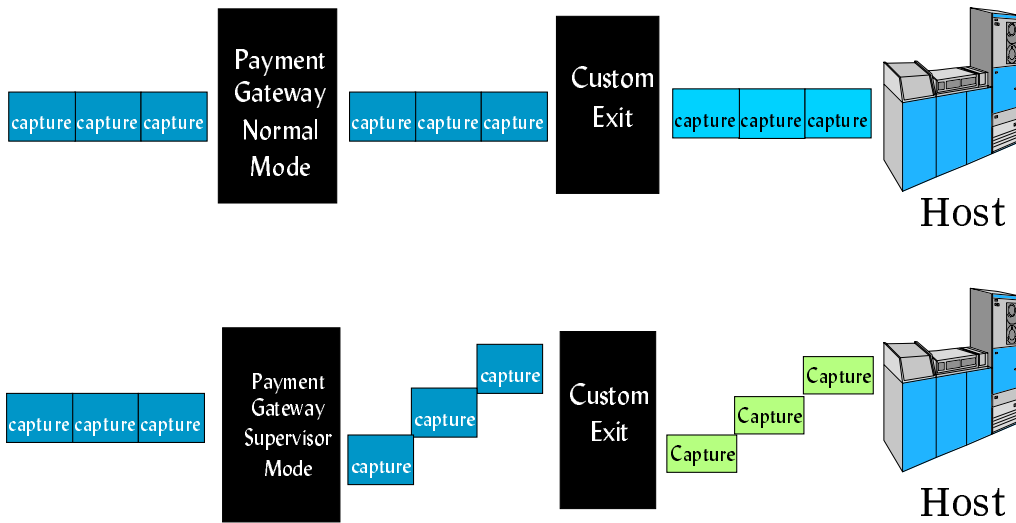 capture capture capture
Payment
Gateway
Normal
Mode
capture capture capture
Custom
Exit
capture capture capture
Host
capture capture capture
Payment
Gateway
Supervisor
Mode
capture
capture
capture
Custom
Exit
Capture
Capture
Capture
Host